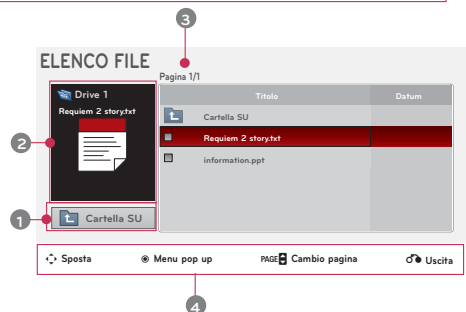 3
ELENCO FILE
Pagina 1/1
Drive 1
Requiem 2 story.txt
Titolo Datum
Cartella SU
Requiem 2 story.txt
information.ppt
2
1
Cartella SU
Sposta Menu pop up PAGE Cambio pagina Uscita
4